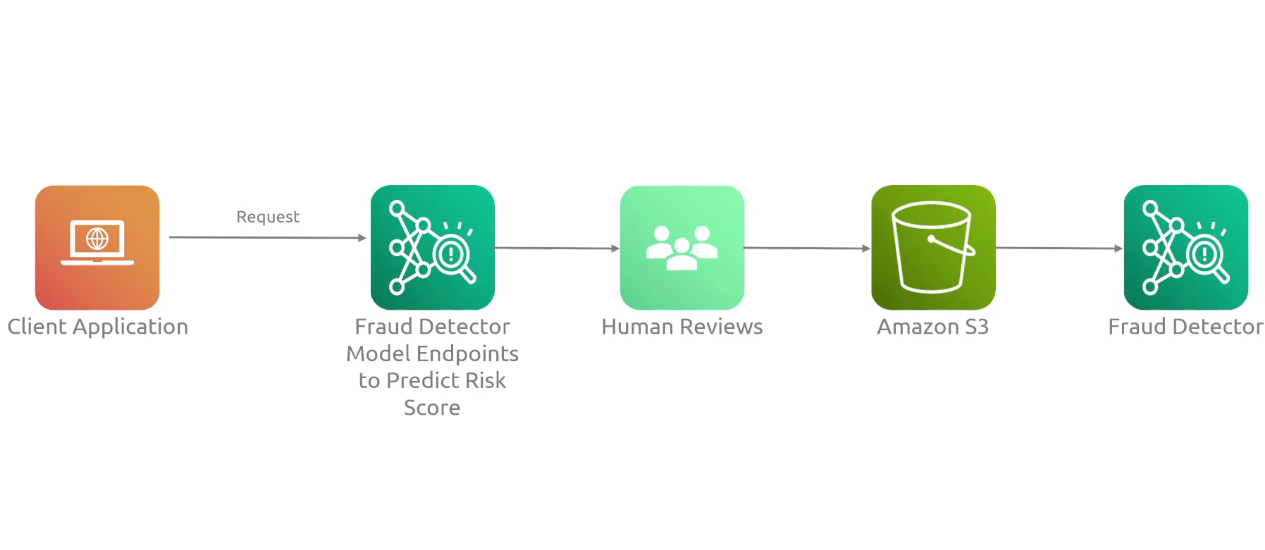 Request
Client Application
Fraud Detector
Model Endpoints
to Predict Risk
Score
Human Reviews
Amazon S3
Fraud Detector